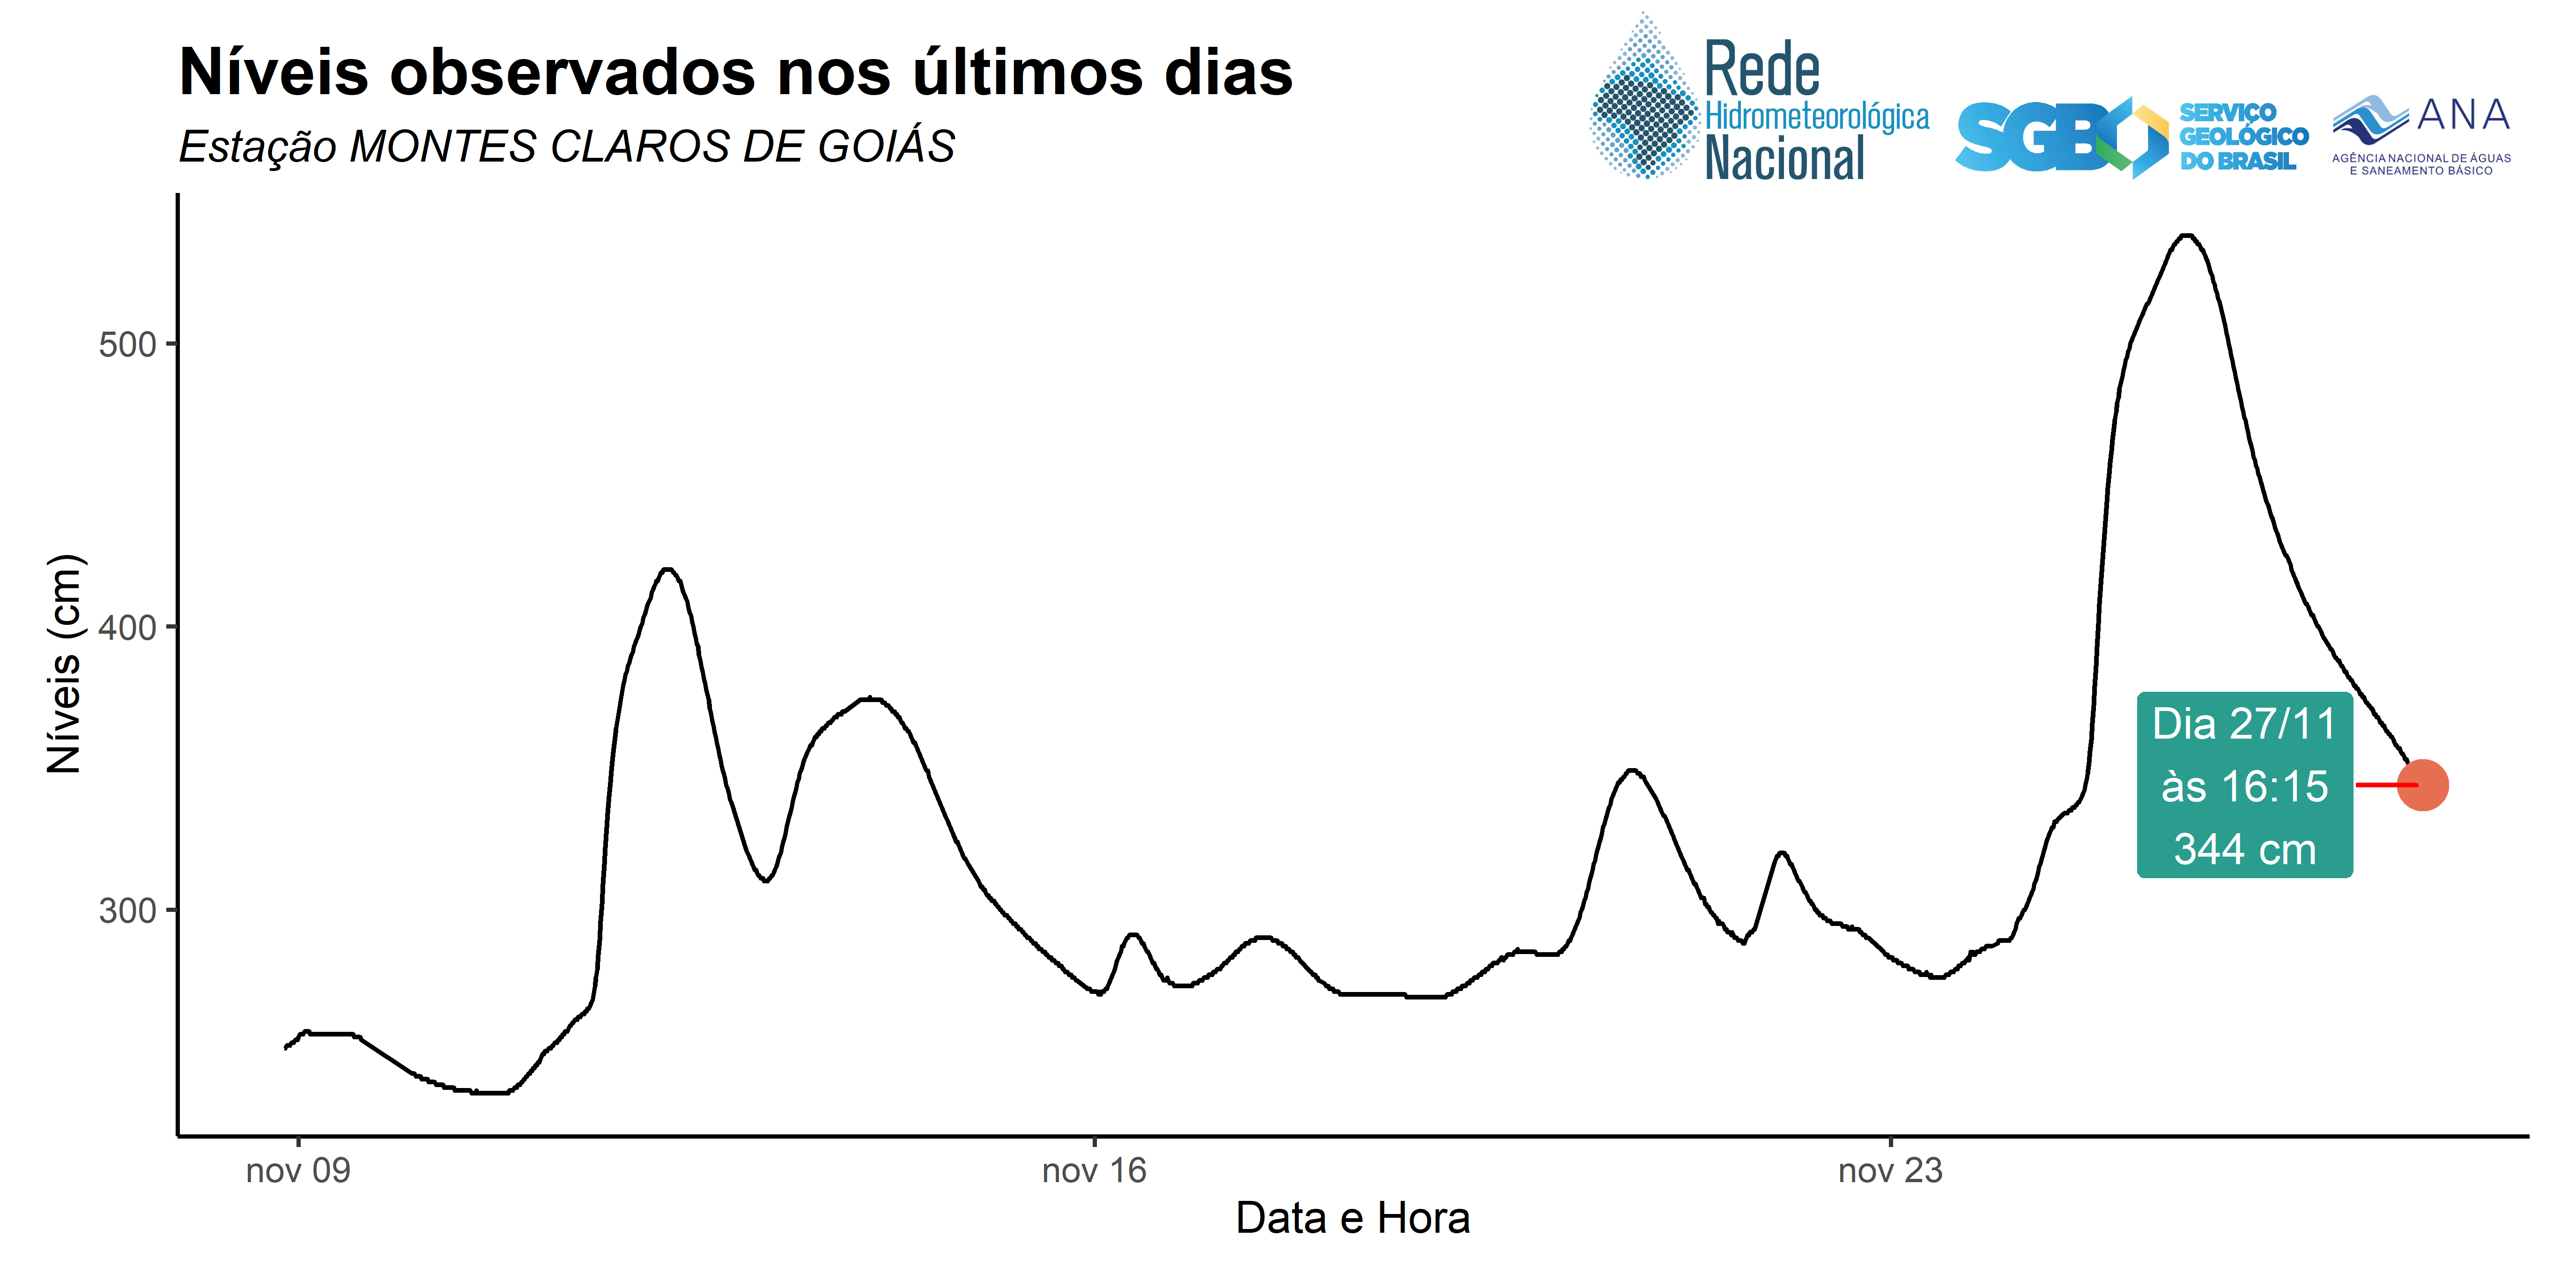 Níveis observados nos últimos dias
Estação MONTES CLAROS DE GOIÁS
Rede
Hidrometeorológica
Nacional
SGB
SERVIÇO
GEOLÓGICO
DO BRASIL
ANA
AGÊNCIA NACIONAL DE ÁGUAS
E SANEAMENTO BÁSICO
Níveis (cm)
500
400
300
Dia 27/11
às 16:15
344 cm
nov 09
nov 16
nov 23
Data e Hora